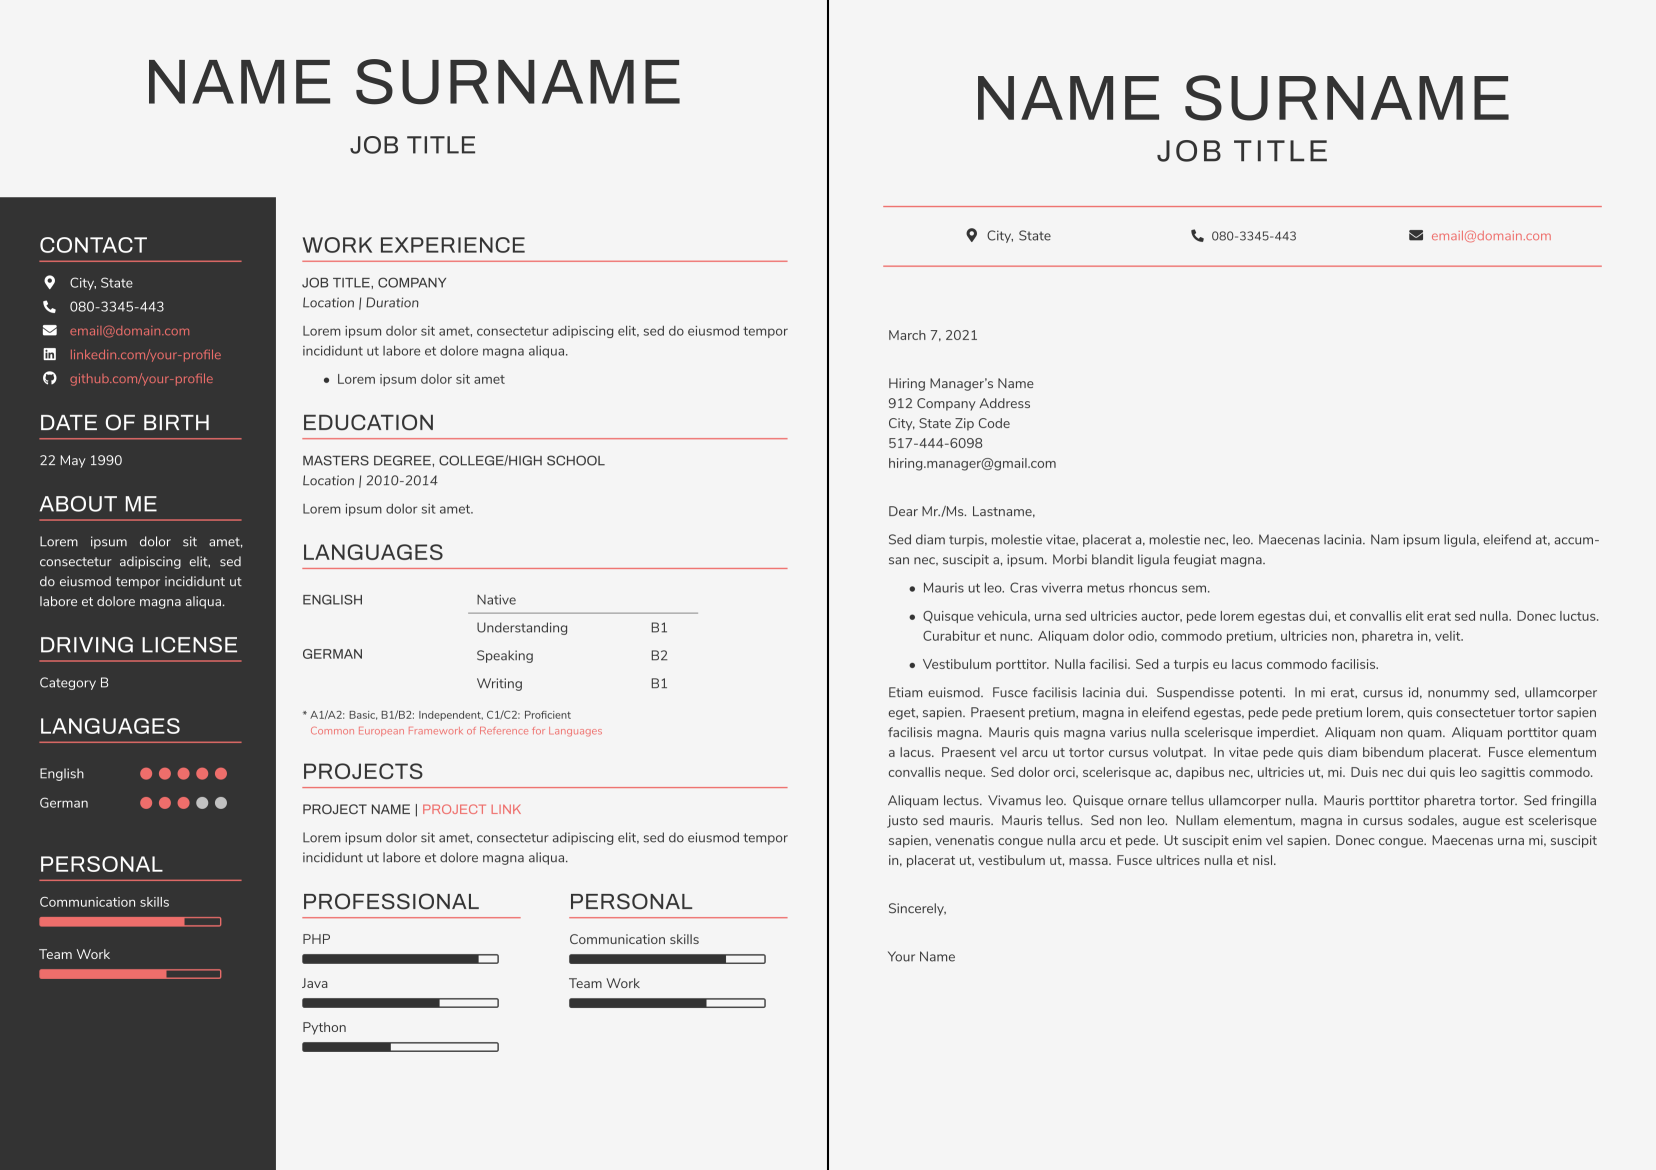 NAME SURNAME
JOB TITLE
CONTACT
City, State
080-3345-443
email@domain.com
linkedin.com/your-profile
github.com/your-profile
DATE OF BIRTH
22 May 1990
ABOUT ME
Lorem ipsum dolor sit amet,
consectetur adipiscing elit, sed
do eiusmod tempor incididunt ut
labore et dolore magna aliqua.
DRIVING LICENSE
Category B
LANGUAGES
English
German
PERSONAL
Communication skills
Team Work
WORK EXPERIENCE
JOB TITLE, COMPANY
Location | Duration
Lorem ipsum dolor sit amet, consectetur adipiscing elit, sed do eiusmod tempor
incididunt ut labore et dolore magna aliqua.
• Lorem ipsum dolor sit amet
EDUCATION
MASTERS DEGREE, COLLEGE/HIGH SCHOOL
Location | 2010-2014
Lorem ipsum dolor sit amet.
LANGUAGES
ENGLISH Native
Understanding B1
GERMAN Speaking B2
Writing B1
* A1/A2: Basic, B1/B2: Independent, C1/C2: Proficient
Common European Framework of Reference for Languages
PROJECTS
PROJECT NAME | PROJECT LINK
Lorem ipsum dolor sit amet, consectetur adipiscing elit, sed do eiusmod tempor
incididunt ut labore et dolore magna aliqua.
PROFESSIONAL
PHP
Java
Python
PERSONAL
Communication skills
Team Work
NAME SURNAME
JOB TITLE
City, State 080-3345-443 email@domain.com
March 7, 2021
Hiring Manager’s Name
912 Company Address
City, State Zip Code
517-444-6098
hiring.manager@gmail.com
Dear Mr./Ms. Lastname,
Sed diam turpis, molestie vitae, placerat a, molestie nec, leo. Maecenas lacinia. Nam ipsum ligula, eleifend at, accum-
san nec, suscipit a, ipsum. Morbi blandit ligula feugiat magna.
• Mauris ut leo. Cras viverra metus rhoncus sem.
• Quisque vehicula, urna sed ultricies auctor, pede lorem egestas dui, et convallis elit erat sed nulla. Donec luctus.
Curabitur et nunc. Aliquam dolor odio, commodo pretium, ultricies non, pharetra in, velit.
• Vestibulum porttitor. Nulla facilisi. Sed a turpis eu lacus commodo facilisis.
Etiam euismod. Fusce facilisis lacinia dui. Suspendisse potenti. In mi erat, cursus id, nonummy sed, ullamcorper
eget, sapien. Praesent pretium, magna in eleifend egestas, pede pede pretium lorem, quis consectetuer tortor sapien
facilisis magna. Mauris quis magna varius nulla scelerisque imperdiet. Aliquam non quam. Aliquam porttitor quam
a lacus. Praesent vel arcu ut tortor cursus volutpat. In vitae pede quis diam bibendum placerat. Fusce elementum
convallis neque. Sed dolor orci, scelerisque ac, dapibus nec, ultricies ut, mi. Duis nec dui quis leo sagittis commodo.
Aliquam lectus. Vivamus leo. Quisque ornare tellus ullamcorper nulla. Mauris porttitor pharetra tortor. Sed fringilla
justo sed mauris. Mauris tellus. Sed non leo. Nullam elementum, magna in cursus sodales, augue est scelerisque
sapien, venenatis congue nulla arcu et pede. Ut suscipit enim vel sapien. Donec congue. Maecenas urna mi, suscipit
in, placerat ut, vestibulum ut, massa. Fusce ultrices nulla et nisl.
Sincerely,
Your Name